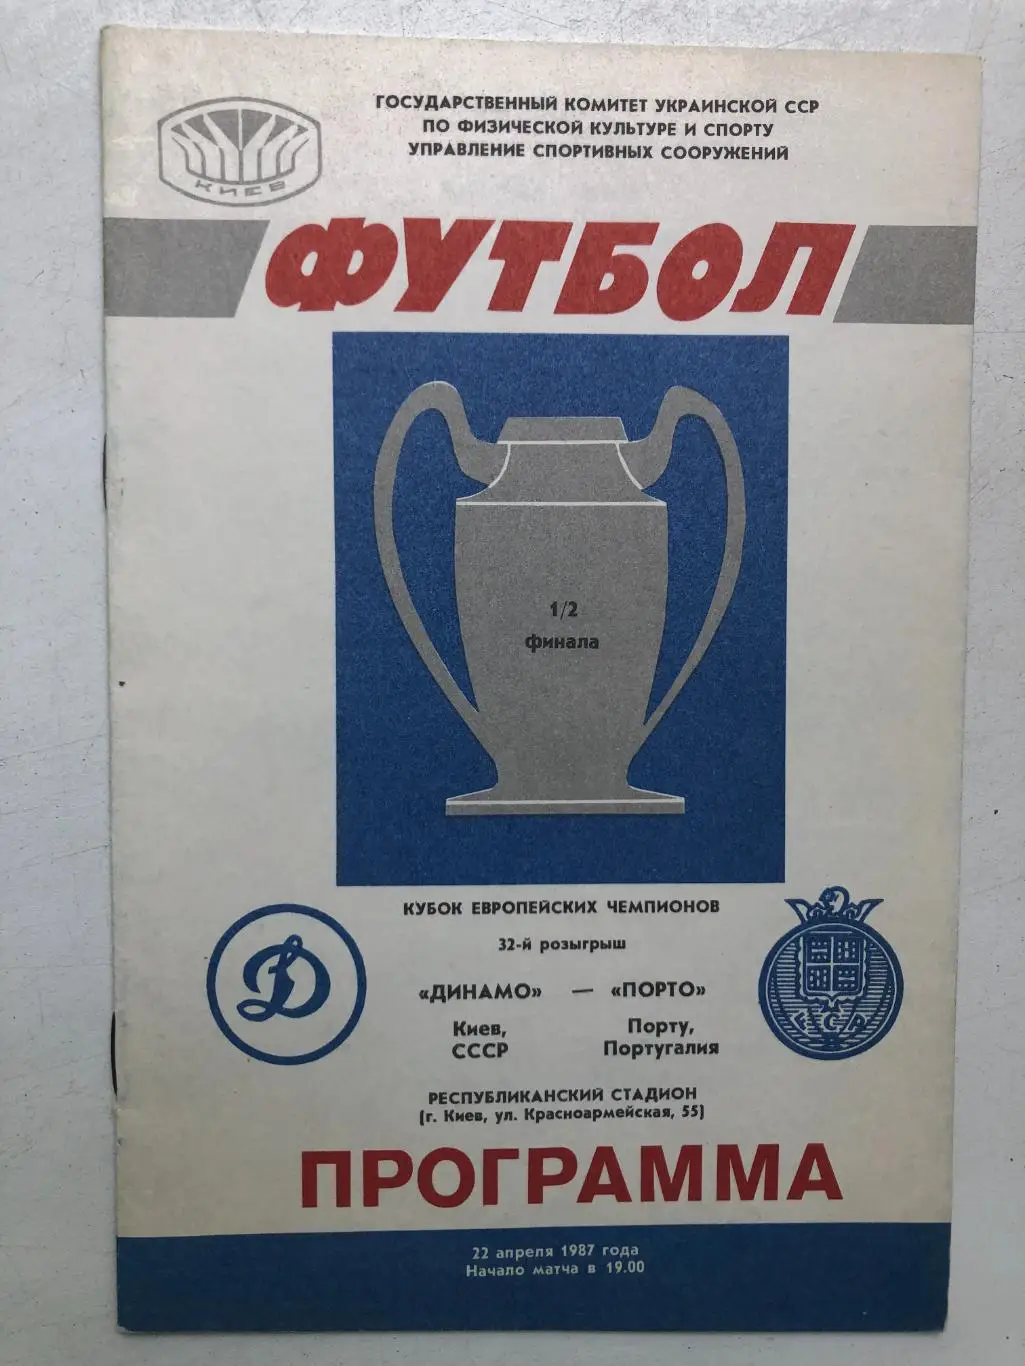 ГОСУДАРСТВЕННЫЙ КОМИТЕТ УКРАИНСКОЙ ССР
ПО ФИЗИЧЕСКОЙ КУЛЬТУРЕ И СПОРТУ
УПРАВЛЕНИЕ СПОРТИВНЫХ СООРУЖЕНИЙ
КИЕВ
ФУТБОЛ
1/2
финала
КУБОК ЕВРОПЕЙСКИХ ЧЕМПИОНОВ
32-й розыгрыш
«ДИНАМО» — «ПОРТО»
Киев, Порту,
СССР Португалия
Д
FCP
РЕСПУБЛИКАНСКИЙ СТАДИОН
(г. Киев, ул. Красноармейская, 55)
ПРОГРАММА
22 апреля 1987 года
Начало матча в 19.00